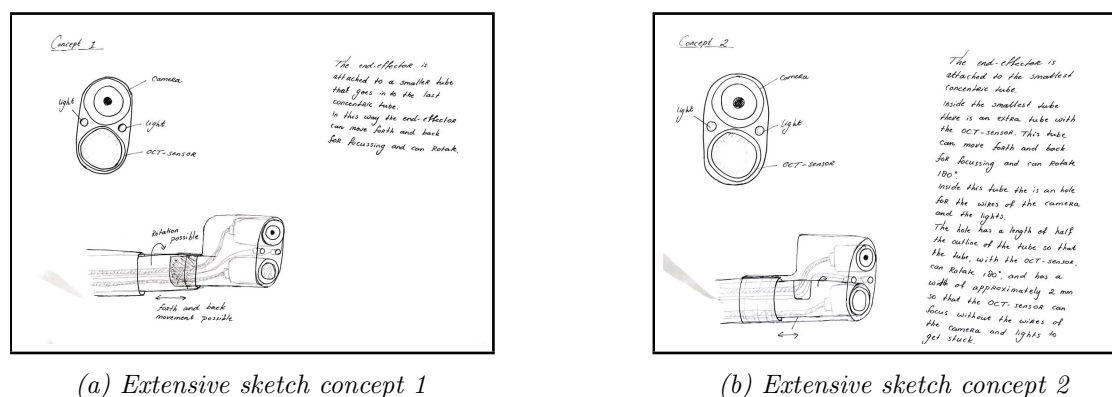 Concept 1
camera
light
light
OCT-SENSOR
The end-effector is
attached to a smaller tube
that goes in to the last
concentric tube.
In this way the end-effector
can move forth and back
for focussing and can rotate.
Rotation
possible
forth and back
movement possible
(a) Extensive sketch concept 1
Concept 2
camera
light
light
OCT-SENSOR
The end-effector is
attached to the smallest
concentric tube.
Inside the smallest tube
there is an extra tube with
the OCT-sensor. This tube
can move forth and back
for focussing and can rotate
180°.
Inside this tube the is an hole
for the wires of the camera
and the lights.
The hole has a length of half
the outline of the tube so that
the tube, with the OCT-sensor,
can rotate 180°, and has a
width of approximately 2 mm
so that the OCT-sensor can
focus without the wires of
the camera and lights to
get stuck.
(b) Extensive sketch concept 2